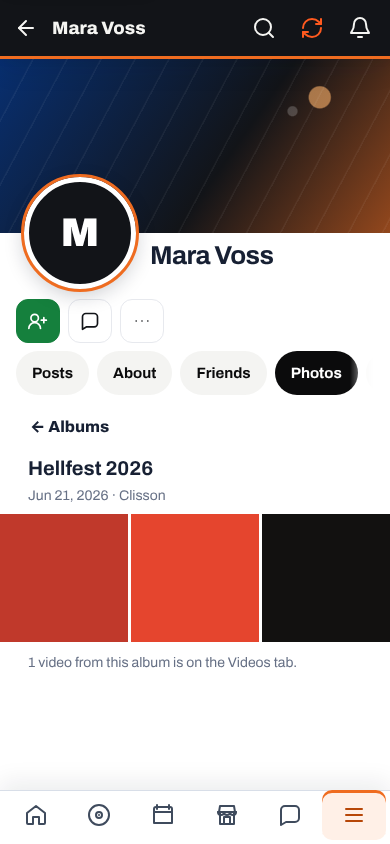 Mara Voss
M
Mara Voss
Posts
About
Friends
Photos
Albums
Hellfest 2026
Jun 21, 2026 · Clisson
1 video from this album is on the Videos tab.